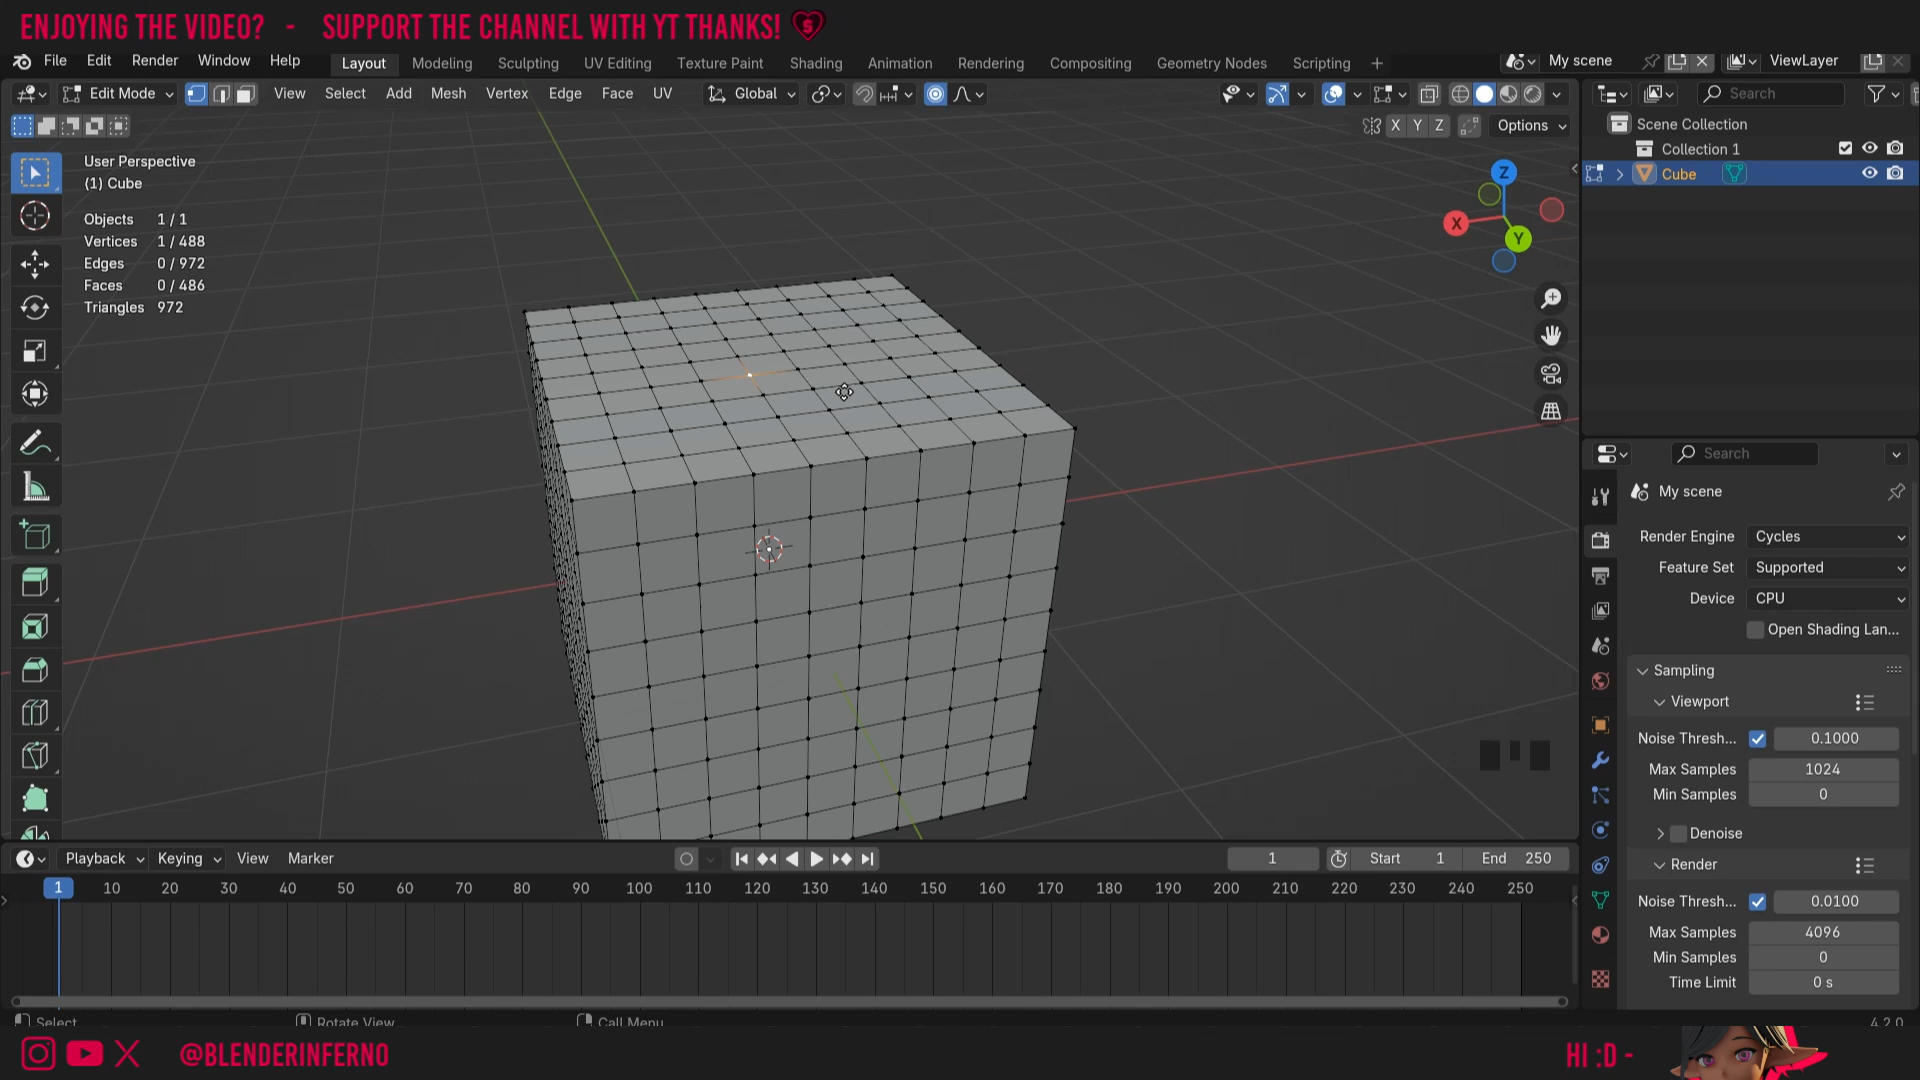 ENJOYING THE VIDEO? - SUPPORT THE CHANNEL WITH YT THANKS!
File Edit Render Window Help Layout Modeling Sculpting UV Editing Texture Paint Shading Animation Rendering Compositing Geometry Nodes Scripting + My scene ViewLayer
Edit Mode View Select Add Mesh Vertex Edge Face UV Global Search
X Y Z Options
Scene Collection
Collection 1
Cube
User Perspective
(1) Cube
Objects 1 / 1
Vertices 1 / 488
Edges 0 / 972
Faces 0 / 486
Triangles 972
Z
X
Y
Search
My scene
Render Engine Cycles
Feature Set Supported
Device CPU
Open Shading Lan...
Sampling
Viewport
Noise Thresh... 0.1000
Max Samples 1024
Min Samples 0
Denoise
Render
Noise Thresh... 0.0100
Max Samples 4096
Min Samples 0
Time Limit 0 s
Playback Keying View Marker 1 Start 1 End 250
1 10 20 30 40 50 60 70 80 90 100 110 120 130 140 150 160 170 180 190 200 210 220 230 240 250
Select Rotate View Call Menu 4.2.0
@BLENDERINFERNO
HI :D -